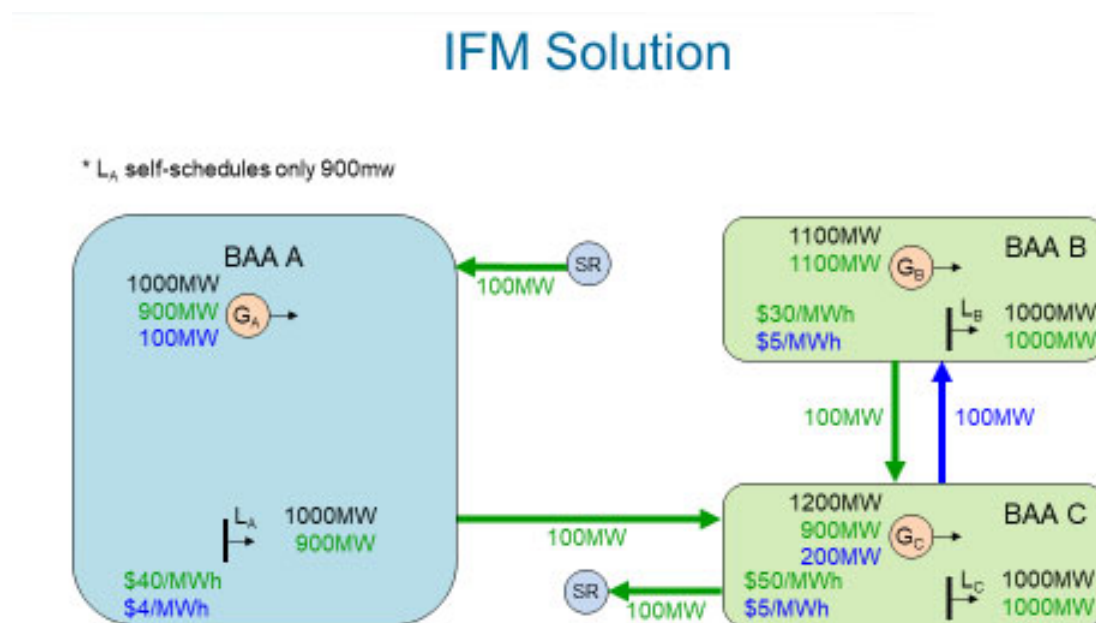 IFM Solution
* LA self-schedules only 900mw
BAA A
1000MW
900MW
100MW
GA
SR
100MW
1100MW
1100MW
GB
BAA B
$30/MWh
$5/MWh
LB
1000MW
1000MW
100MW
100MW
LA
1000MW
900MW
$40/MWh
$4/MWh
100MW
SR
100MW
1200MW
900MW
200MW
GC
BAA C
$50/MWh
$5/MWh
LC
1000MW
1000MW